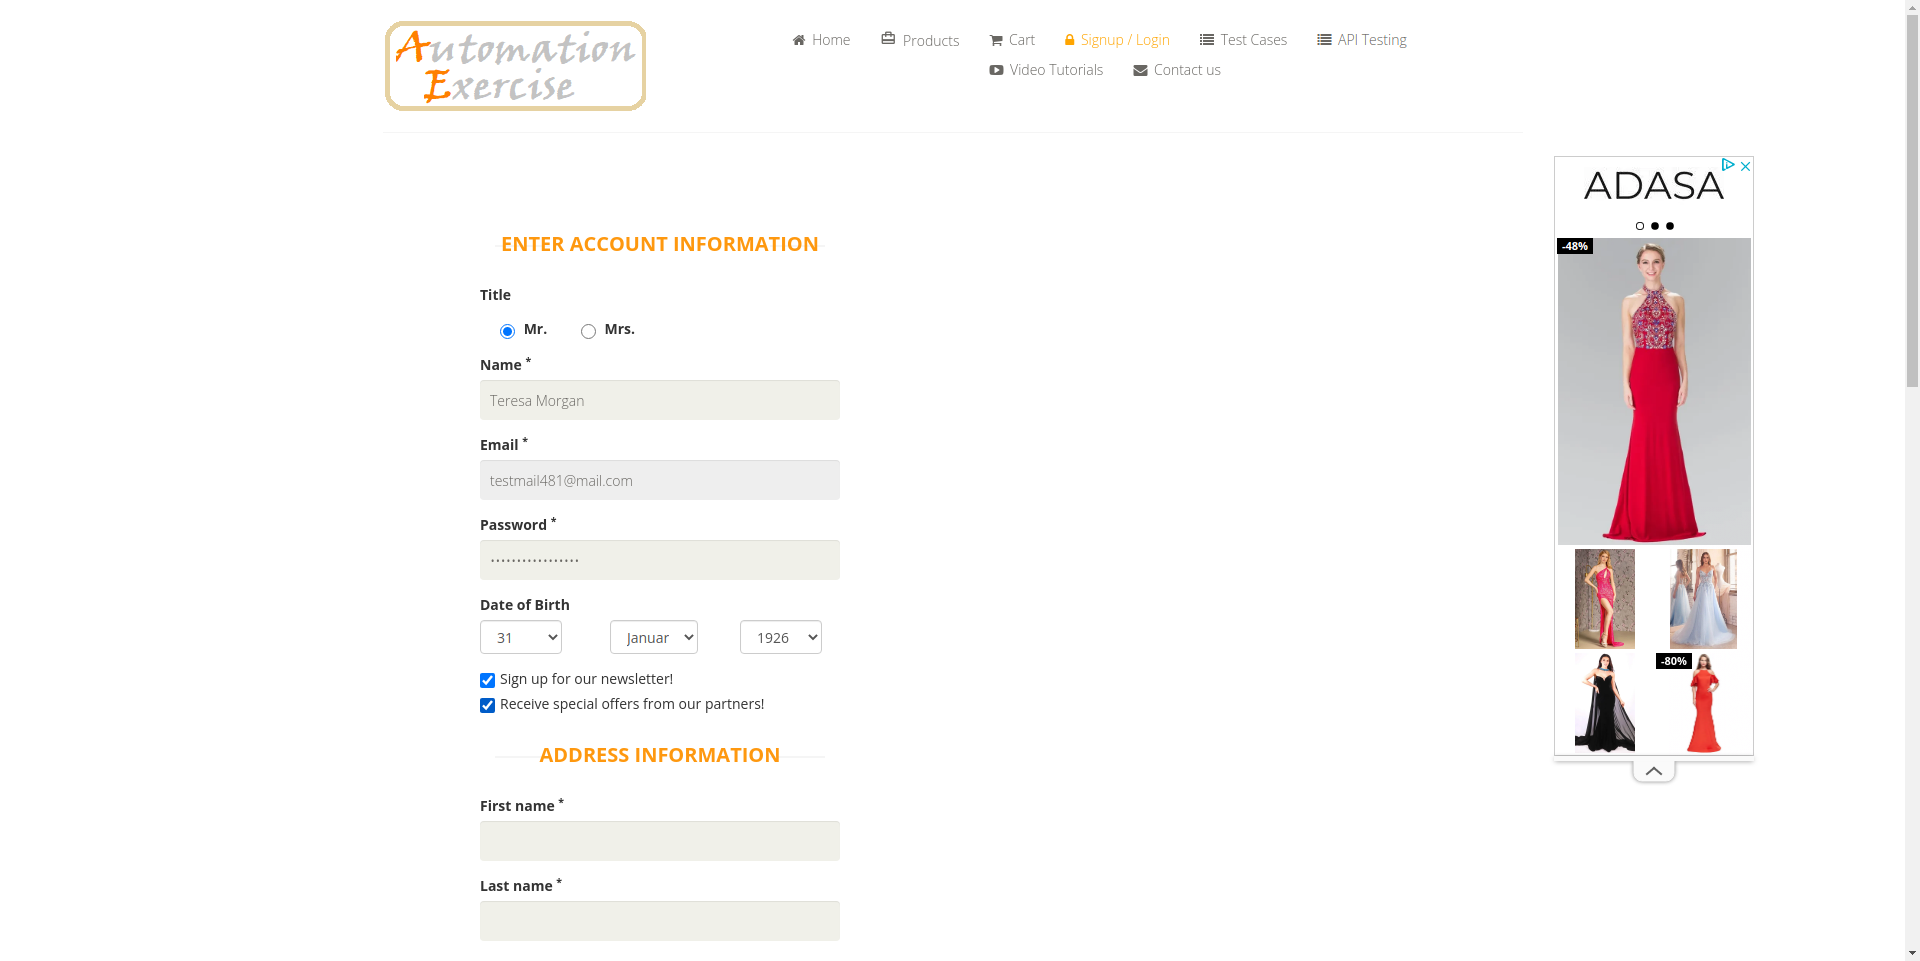 Automation
Exercise
Home
Products
Cart
Signup / Login
Test Cases
API Testing
Video Tutorials
Contact us
ADASA
-48%
-80%
ENTER ACCOUNT INFORMATION
Title
Mr.
Mrs.
Name *
Teresa Morgan
Email *
testmail481@mail.com
Password *
•••••••••••••••••
Date of Birth
31
Januar
1926
Sign up for our newsletter!
Receive special offers from our partners!
ADDRESS INFORMATION
First name *
Last name *